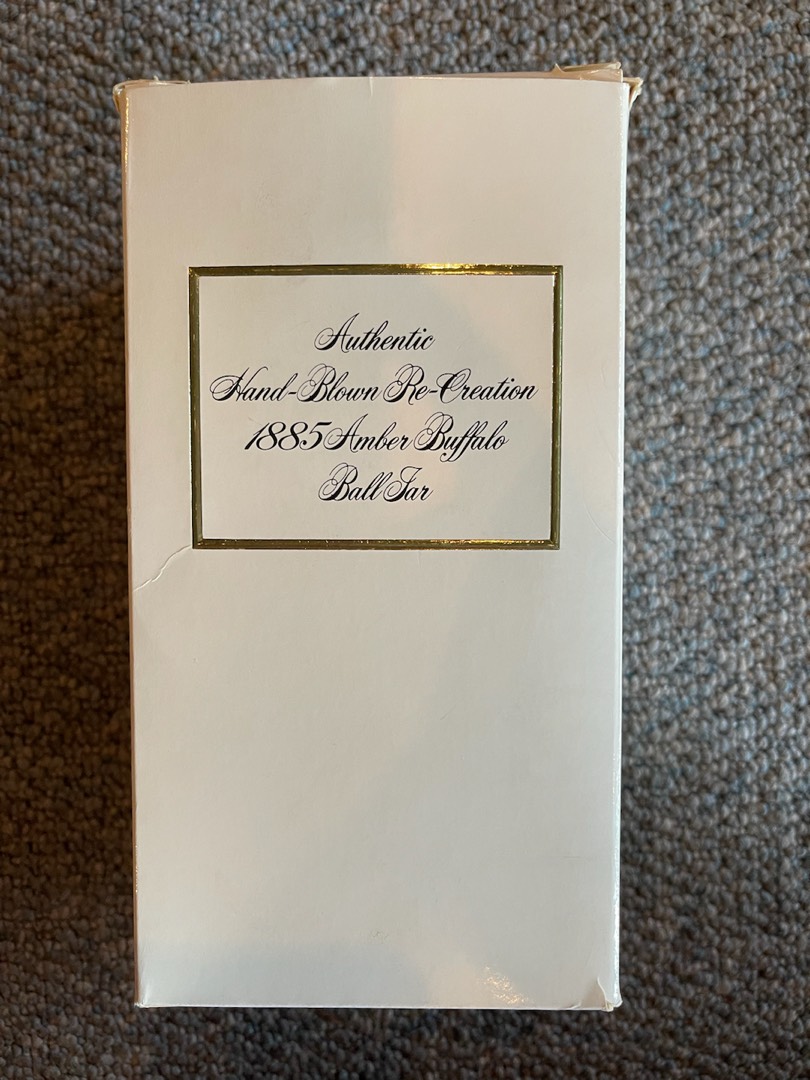 Authentic
Hand-Blown Re-Creation
1885 Amber Buffalo
Ball Jar